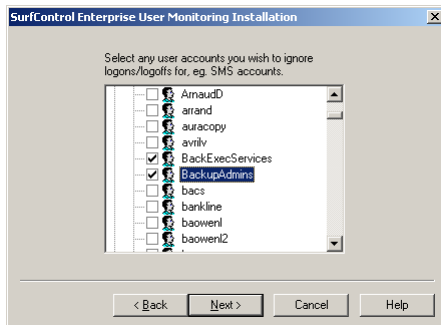 SurfControl Enterprise User Monitoring Installation
Select any user accounts you wish to ignore
logons/logoffs for, eg. SMS accounts.
ArnaudD
arrand
auracopy
avrilv
BackExecServices
BackupAdmins
bacs
bankline
baowenl
baowenl2
< Back Next > Cancel Help